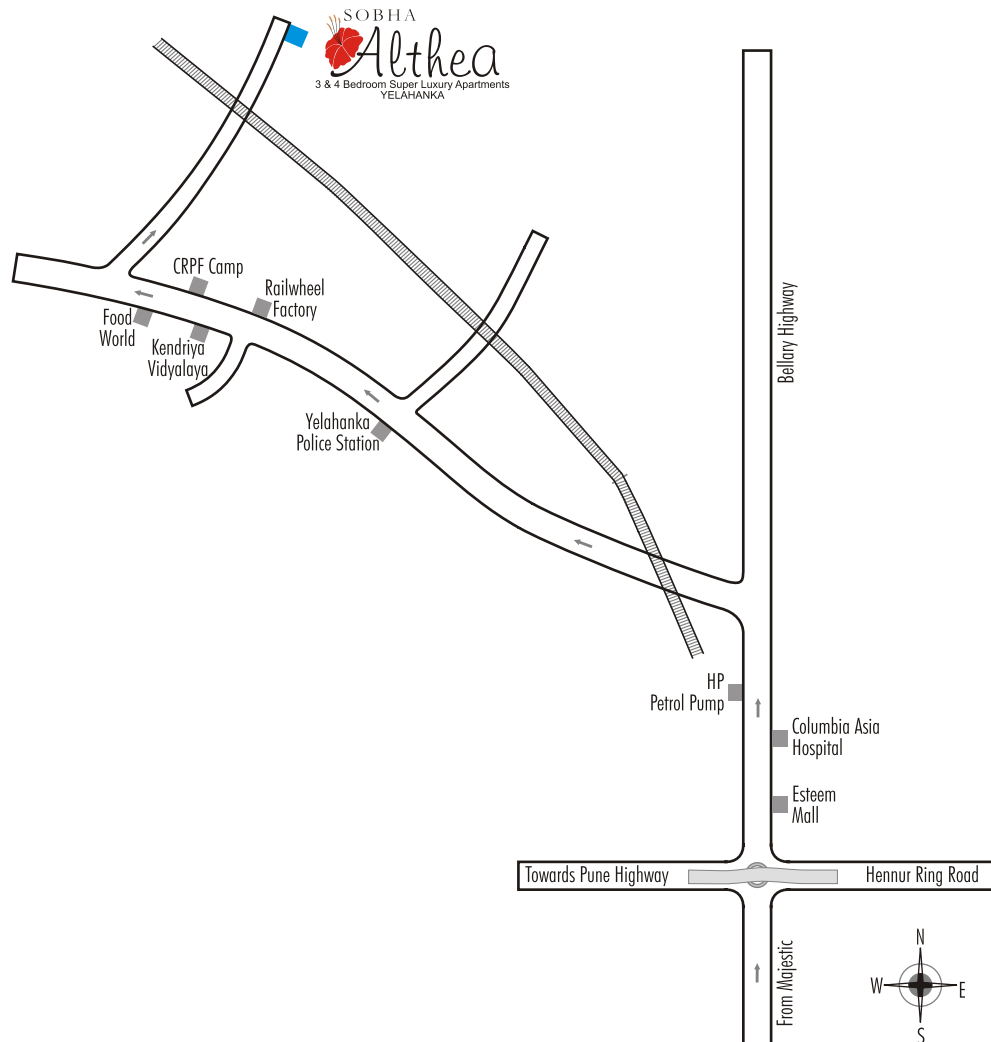 SOBHA
Althea
3 & 4 Bedroom Super Luxury Apartments
YELAHANKA
CRPF Camp
Railwheel
Factory
Food
World
Kendriya
Vidyalaya
Yelahanka
Police Station
Bellary Highway
HP
Petrol Pump
Columbia Asia
Hospital
Esteem
Mall
Towards Pune Highway
Hennur Ring Road
From Majestic
N
W
E
S